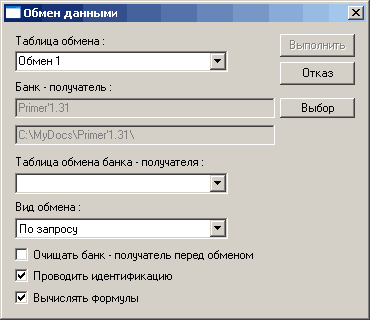 Обмен данными
Таблица обмена :
Выполнить
Обмен 1
Отказ
Банк - получатель :
Primer'1.31
Выбор
C:\MyDocs\Primer'1.31\
Таблица обмена банка - получателя :
Вид обмена :
По запросу
Очищать банк - получатель перед обменом
Проводить идентификацию
Вычислять формулы